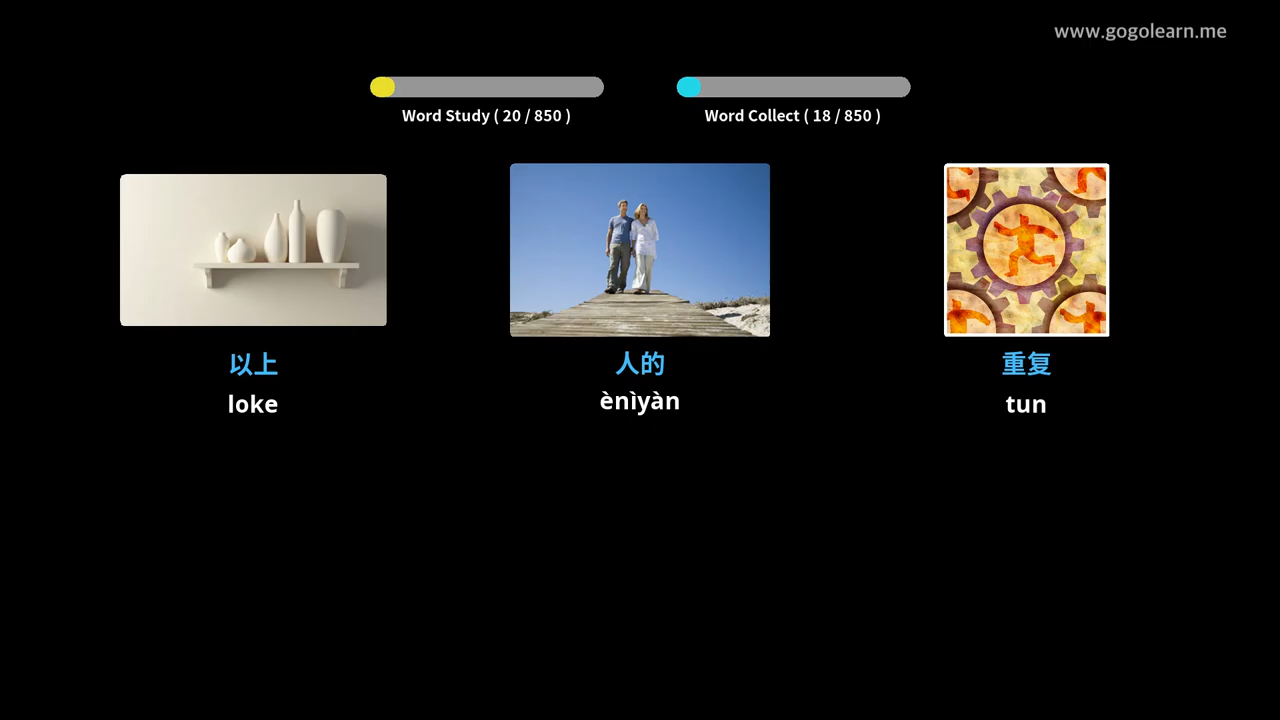 www.gogolearn.me
Word Study ( 20 / 850 )
Word Collect ( 18 / 850 )
以上
loke
人的
ènìyàn
重复
tun